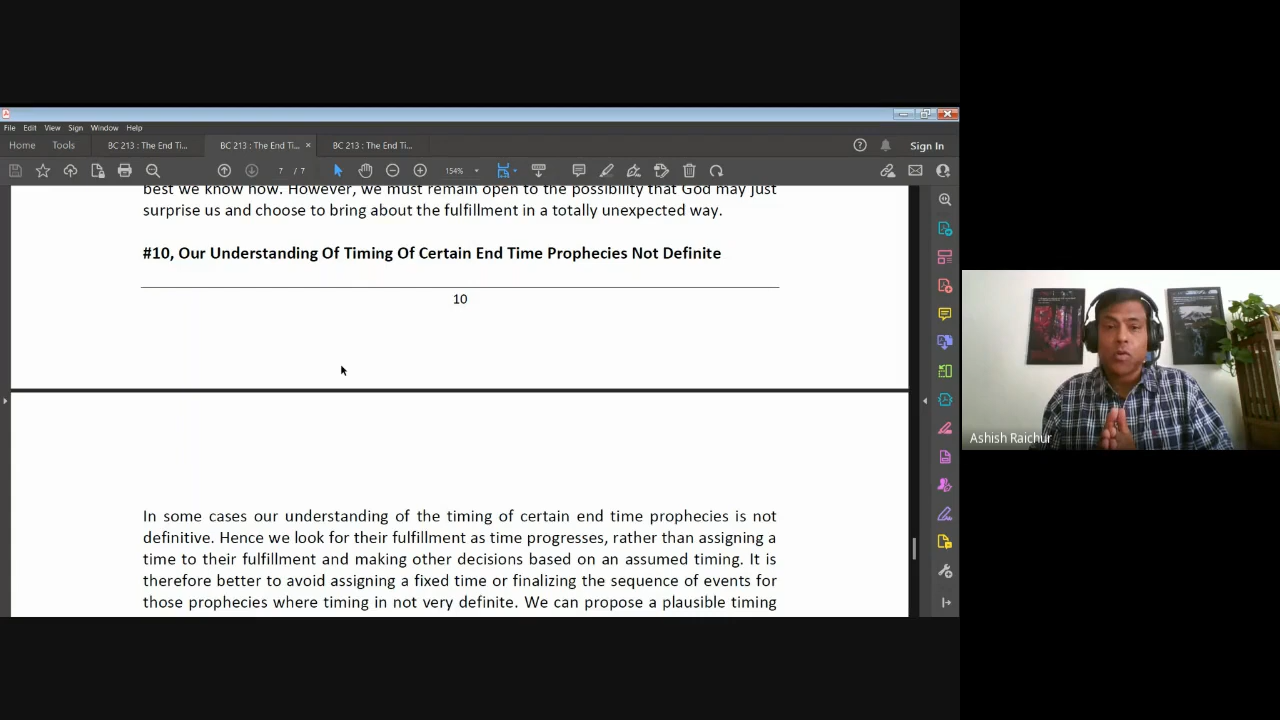 File Edit View Sign Window Help
Home Tools BC 213 : The End Ti... BC 213 : The End Ti... × BC 213 : The End Ti... Sign In
7 / 7 154%
best we know how. However, we must remain open to the possibility that God may just
surprise us and choose to bring about the fulfillment in a totally unexpected way.
#10, Our Understanding Of Timing Of Certain End Time Prophecies Not Definite
10
In some cases our understanding of the timing of certain end time prophecies is not
definitive. Hence we look for their fulfillment as time progresses, rather than assigning a
time to their fulfillment and making other decisions based on an assumed timing. It is
therefore better to avoid assigning a fixed time or finalizing the sequence of events for
those prophecies where timing in not very definite. We can propose a plausible timing
Ashish Raichur